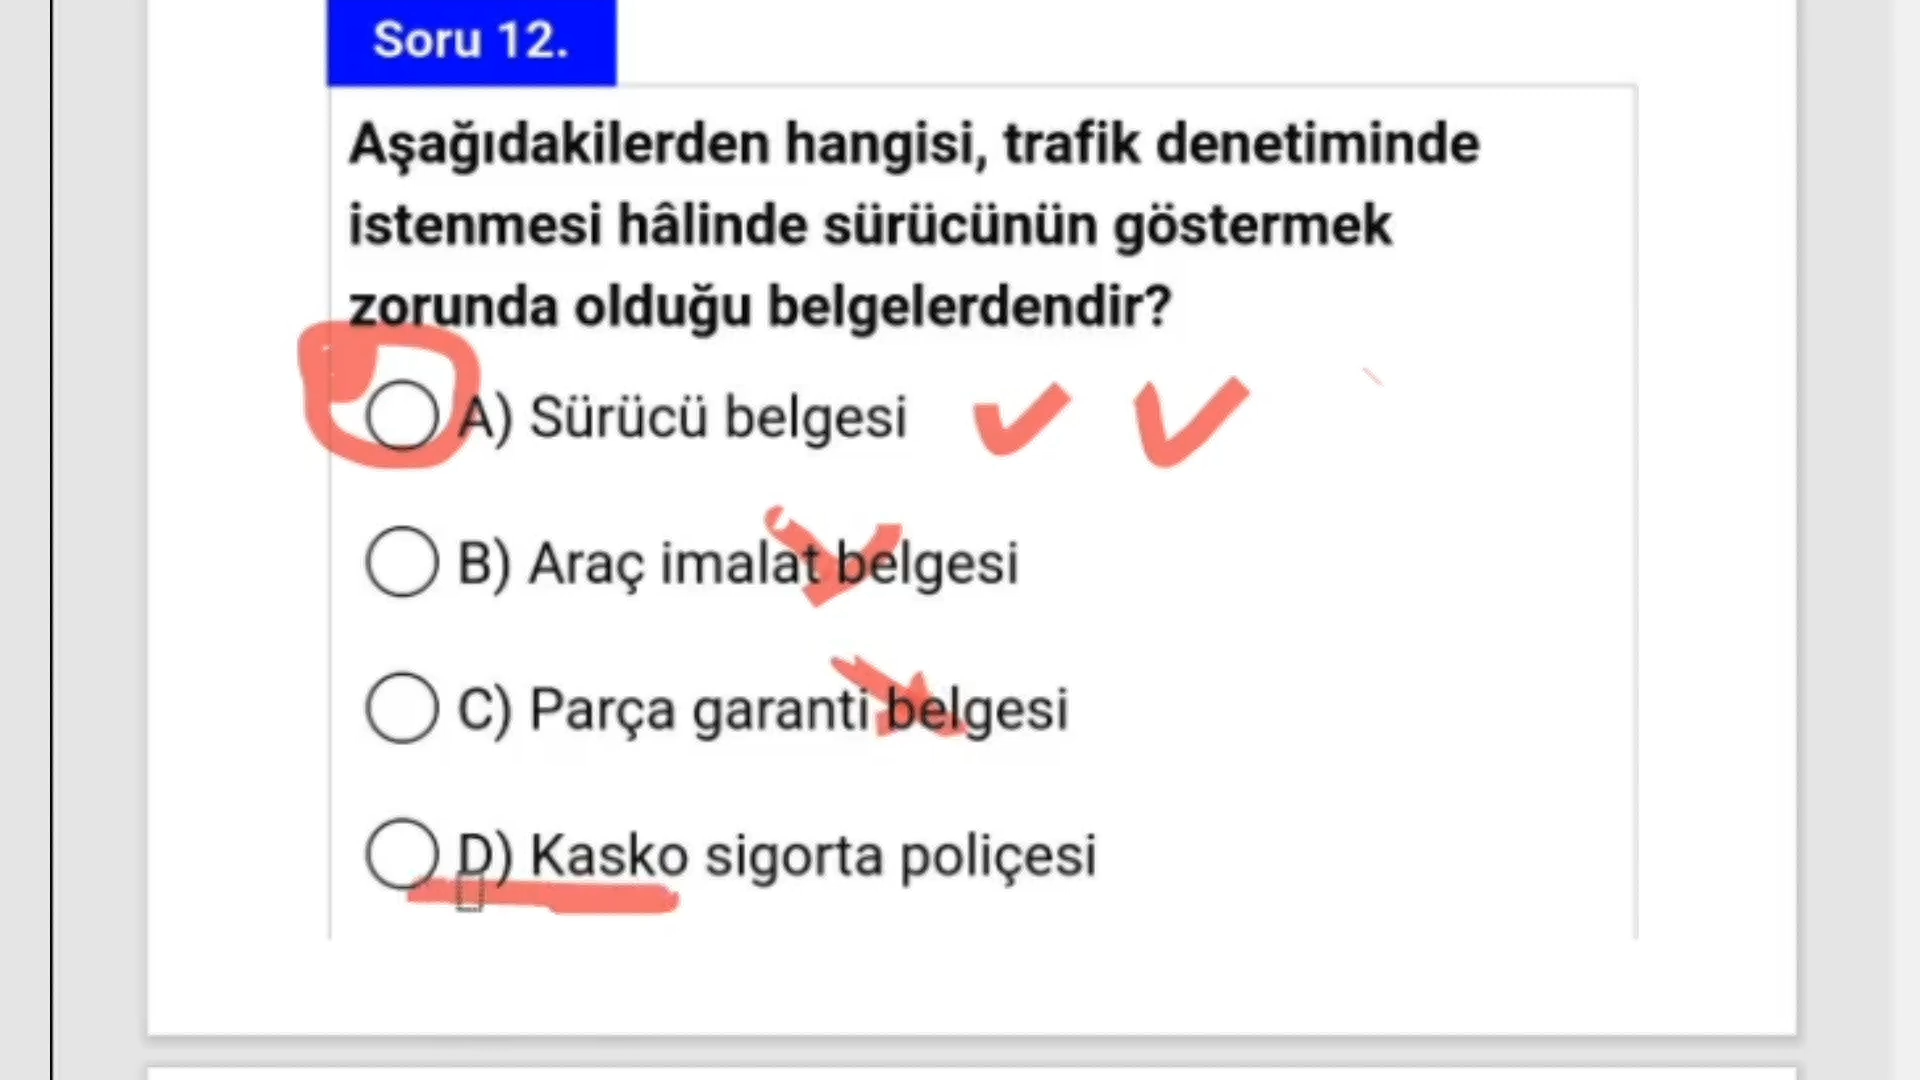 Soru 12.
Aşağıdakilerden hangisi, trafik denetiminde
istenmesi hâlinde sürücünün göstermek
zorunda olduğu belgelerdendir?
A) Sürücü belgesi
B) Araç imalat belgesi
C) Parça garanti belgesi
D) Kasko sigorta poliçesi